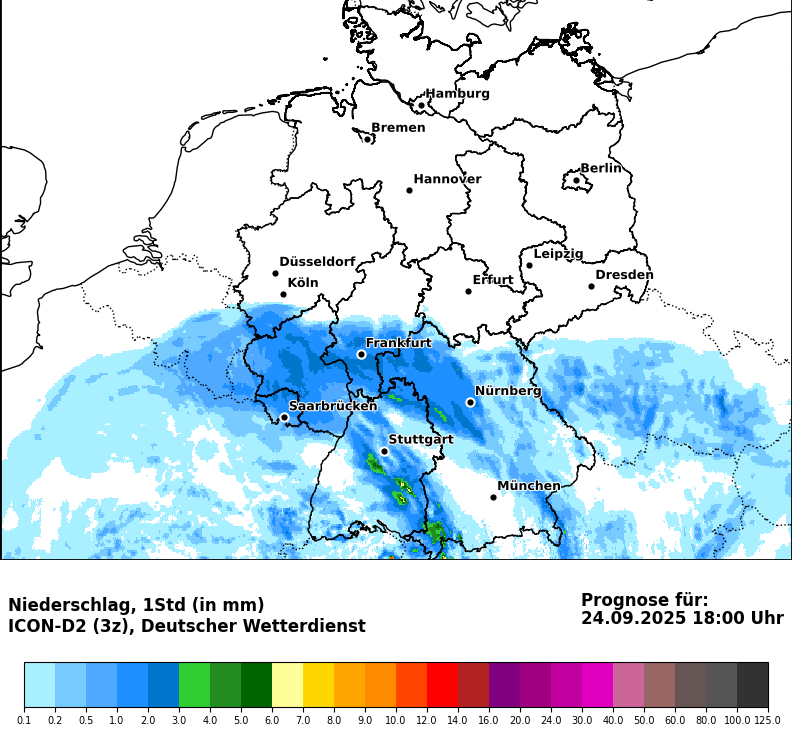 Hamburg
Bremen
Berlin
Hannover
Leipzig
Düsseldorf
Dresden
Köln
Erfurt
Frankfurt
Nürnberg
Saarbrücken
Stuttgart
München
Niederschlag, 1Std (in mm)
ICON-D2 (3z), Deutscher Wetterdienst
Prognose für:
24.09.2025 18:00 Uhr
0.1 0.2 0.5 1.0 2.0 3.0 4.0 5.0 6.0 7.0 8.0 9.0 10.0 12.0 14.0 16.0 20.0 24.0 30.0 40.0 50.0 60.0 80.0 100.0 125.0